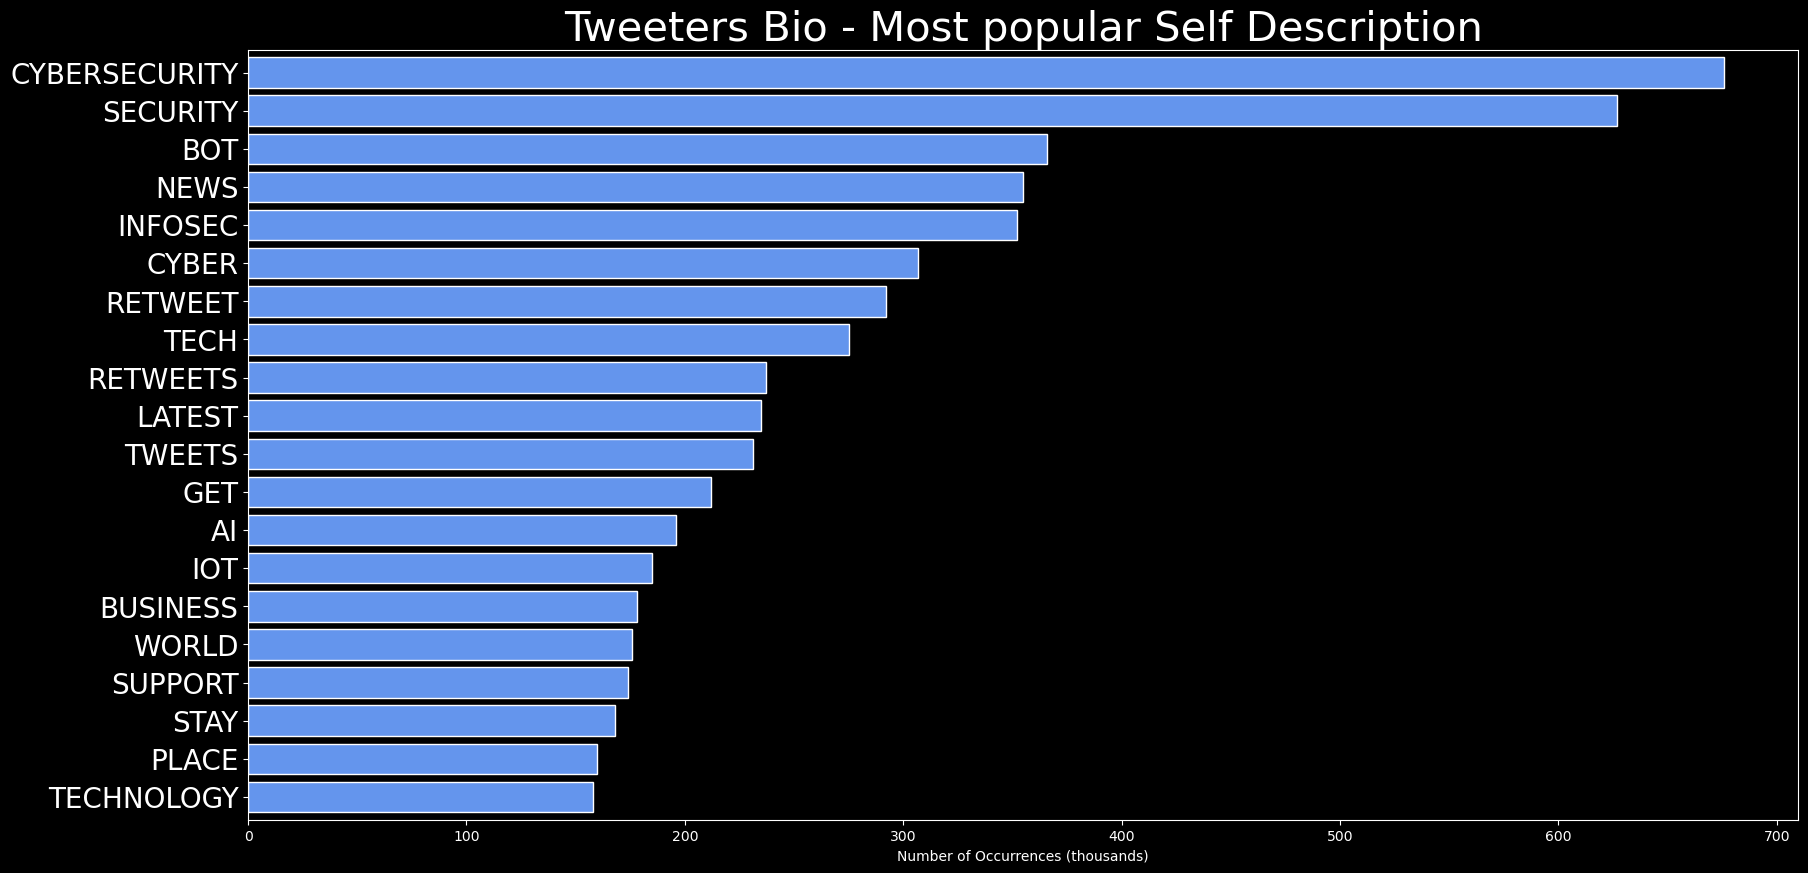 Tweeters Bio - Most popular Self Description
CYBERSECURITY
SECURITY
BOT
NEWS
INFOSEC
CYBER
RETWEET
TECH
RETWEETS
LATEST
TWEETS
GET
AI
IOT
BUSINESS
WORLD
SUPPORT
STAY
PLACE
TECHNOLOGY
0 100 200 300 400 500 600 700
Number of Occurrences (thousands)